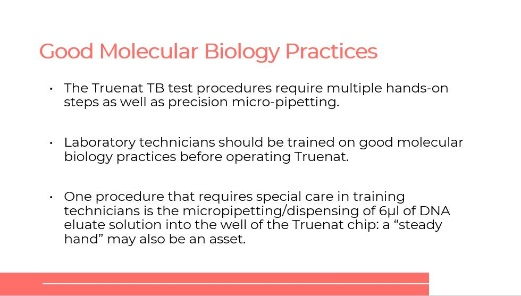 Good Molecular Biology Practices
• The Truenat TB test procedures require multiple hands-on
steps as well as precision micro-pipetting.
• Laboratory technicians should be trained on good molecular
biology practices before operating Truenat.
• One procedure that requires special care in training
technicians is the micropipetting/dispensing of 6µl of DNA
eluate solution into the well of the Truenat chip: a “steady
hand” may also be an asset.